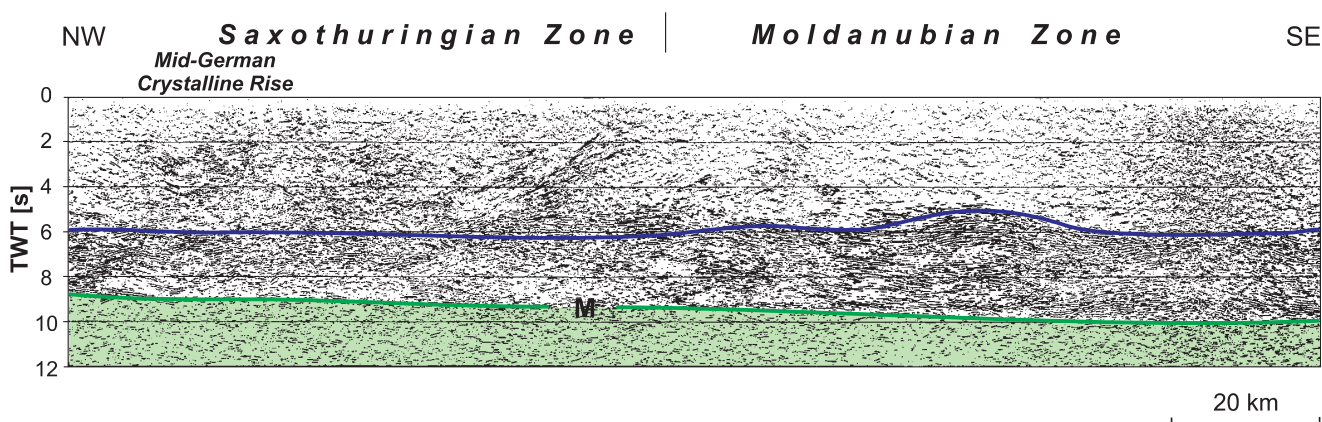 NW
Saxothuringian Zone
Moldanubian Zone
SE
Mid-German
Crystalline Rise
0
2
4
6
8
10
12
TWT [s]
M
20 km